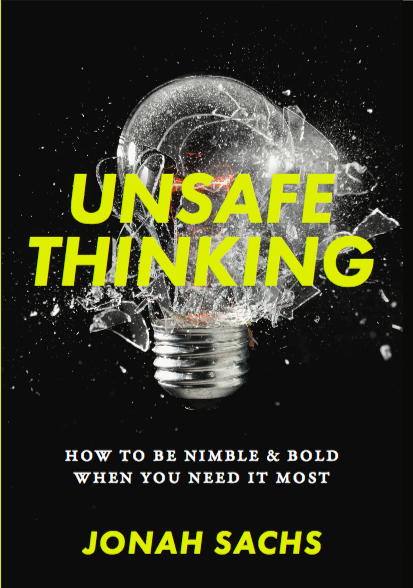 UNSAFE
THINKING
HOW TO BE NIMBLE & BOLD
WHEN YOU NEED IT MOST
JONAH SACHS